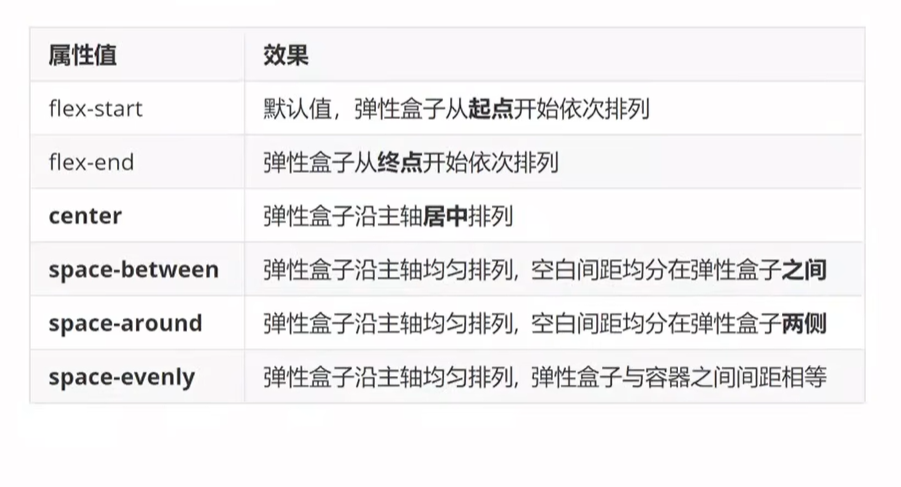 属性值 效果
flex-start 默认值，弹性盒子从起点开始依次排列
flex-end 弹性盒子从终点开始依次排列
center 弹性盒子沿主轴居中排列
space-between 弹性盒子沿主轴均匀排列, 空白间距均分在弹性盒子之间
space-around 弹性盒子沿主轴均匀排列, 空白间距均分在弹性盒子两侧
space-evenly 弹性盒子沿主轴均匀排列, 弹性盒子与容器之间间距相等